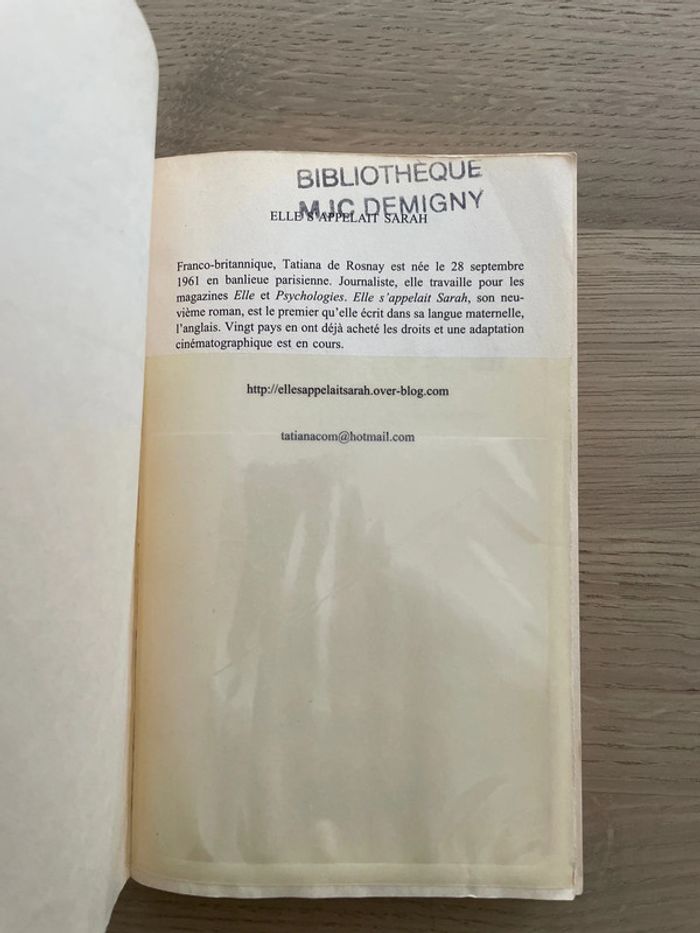 BIBLIOTHÈQUE
MJC DEMIGNY
ELLE S'APPELAIT SARAH
Franco-britannique, Tatiana de Rosnay est née le 28 septembre
1961 en banlieue parisienne. Journaliste, elle travaille pour les
magazines Elle et Psychologies. Elle s'appelait Sarah, son neu-
vième roman, est le premier qu'elle écrit dans sa langue maternelle,
l'anglais. Vingt pays en ont déjà acheté les droits et une adaptation
cinématographique est en cours.
http://ellesappelaitsarah.over-blog.com
tatianacom@hotmail.com